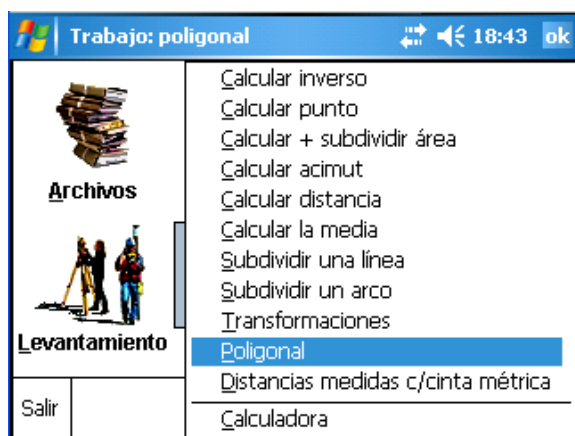 Trabajo: poligonal 18:43 ok
Archivos
Levantamiento
Salir
Calcular inverso
Calcular punto
Calcular + subdividir área
Calcular acimut
Calcular distancia
Calcular la media
Subdividir una línea
Subdividir un arco
Transformaciones
Poligonal
Distancias medidas c/cinta métrica
Calculadora